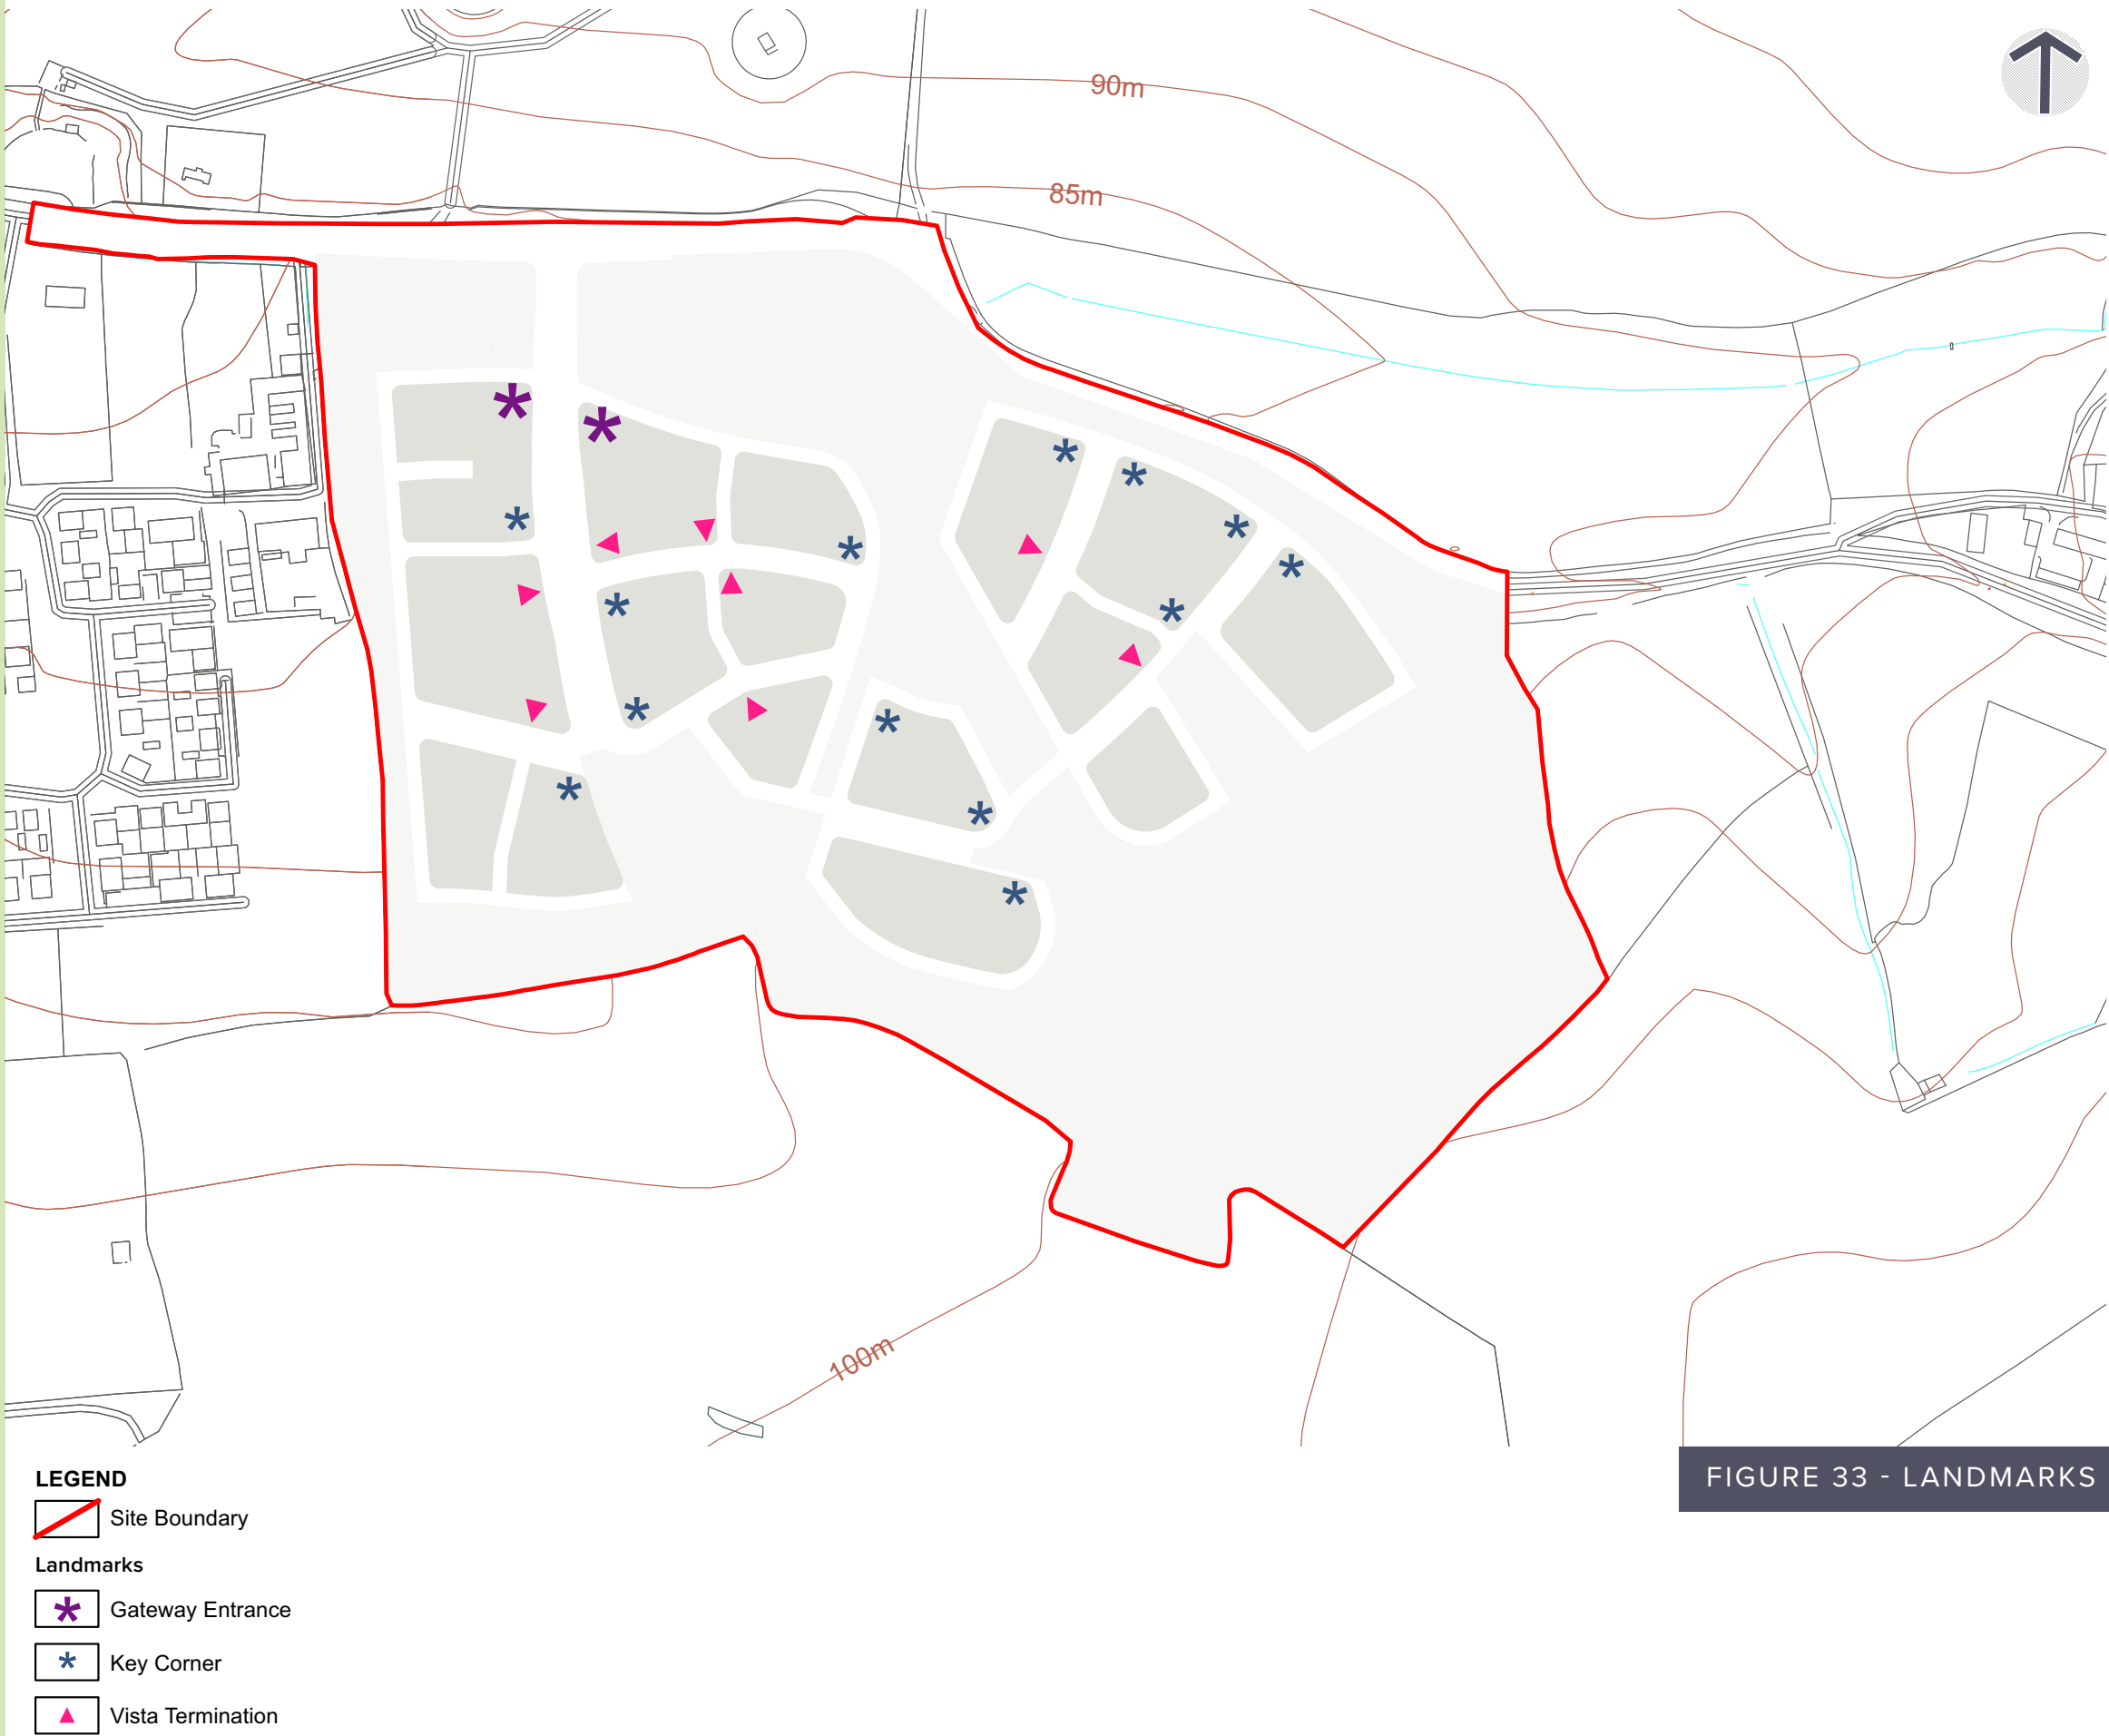 90m
85m
100m
FIGURE 33 - LANDMARKS
LEGEND
Site Boundary
Landmarks
Gateway Entrance
Key Corner
Vista Termination